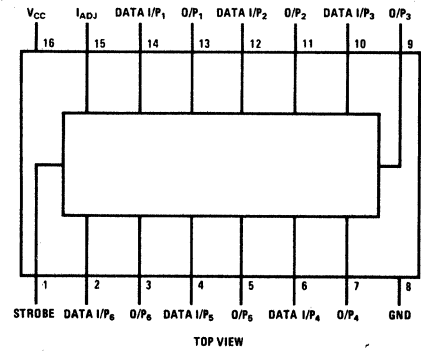 V_CC I_ADJ DATA I/P₁ O/P₁ DATA I/P₂ O/P₂ DATA I/P₃ O/P₃
16 15 14 13 12 11 10 9
1 2 3 4 5 6 7 8
STROBE DATA I/P₆ O/P₆ DATA I/P₅ O/P₅ DATA I/P₄ O/P₄ GND
TOP VIEW